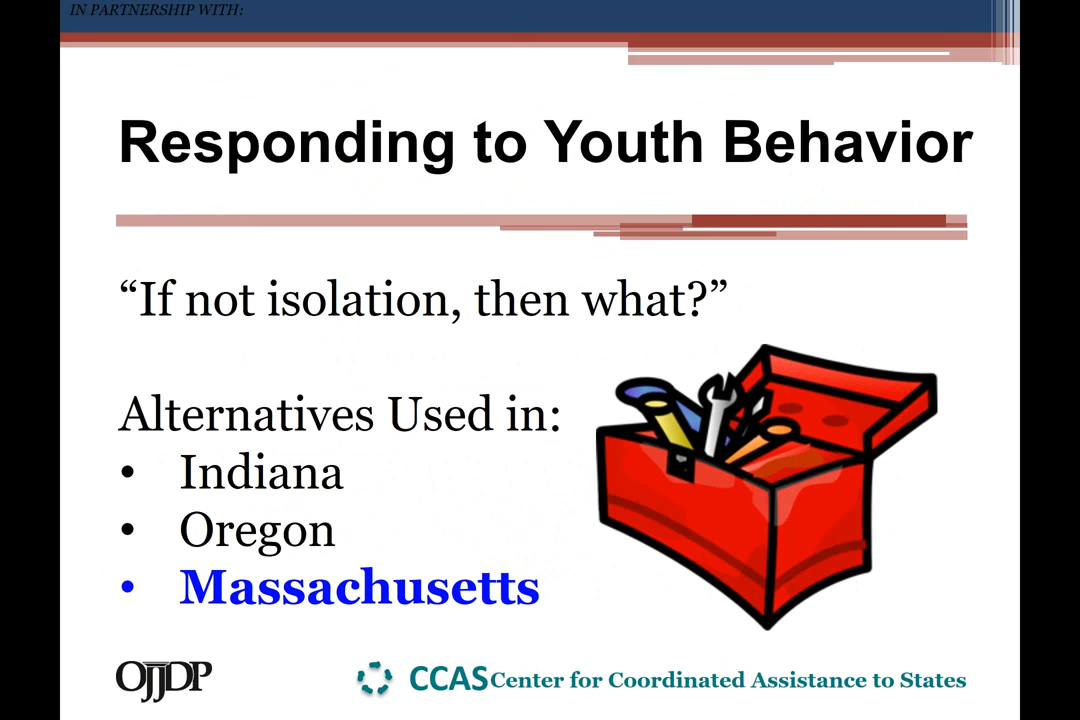 IN PARTNERSHIP WITH:
Responding to Youth Behavior
“If not isolation, then what?”
Alternatives Used in:
• Indiana
• Oregon
• Massachusetts
OJJDP
CCAS Center for Coordinated Assistance to States